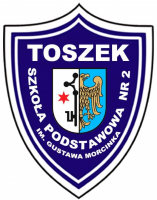 TOSZEK
SZKOŁA PODSTAWOWA NR 2
IM. GUSTAWA MORCINKA